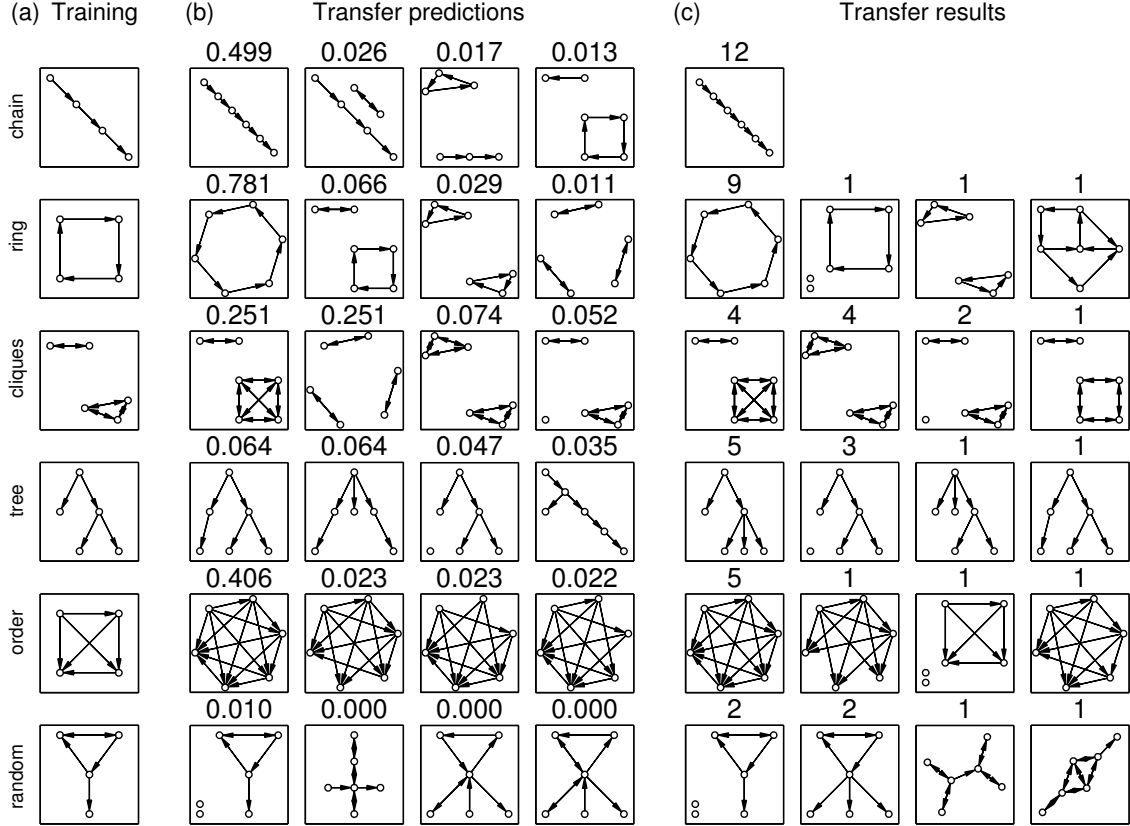 (a) Training (b) Transfer predictions (c) Transfer results
0.499 0.026 0.017 0.013 12
chain
0.781 0.066 0.029 0.011 9 1 1 1
ring
0.251 0.251 0.074 0.052 4 4 2 1
cliques
0.064 0.064 0.047 0.035 5 3 1 1
tree
0.406 0.023 0.023 0.022 5 1 1 1
order
0.010 0.000 0.000 0.000 2 2 1 1
random